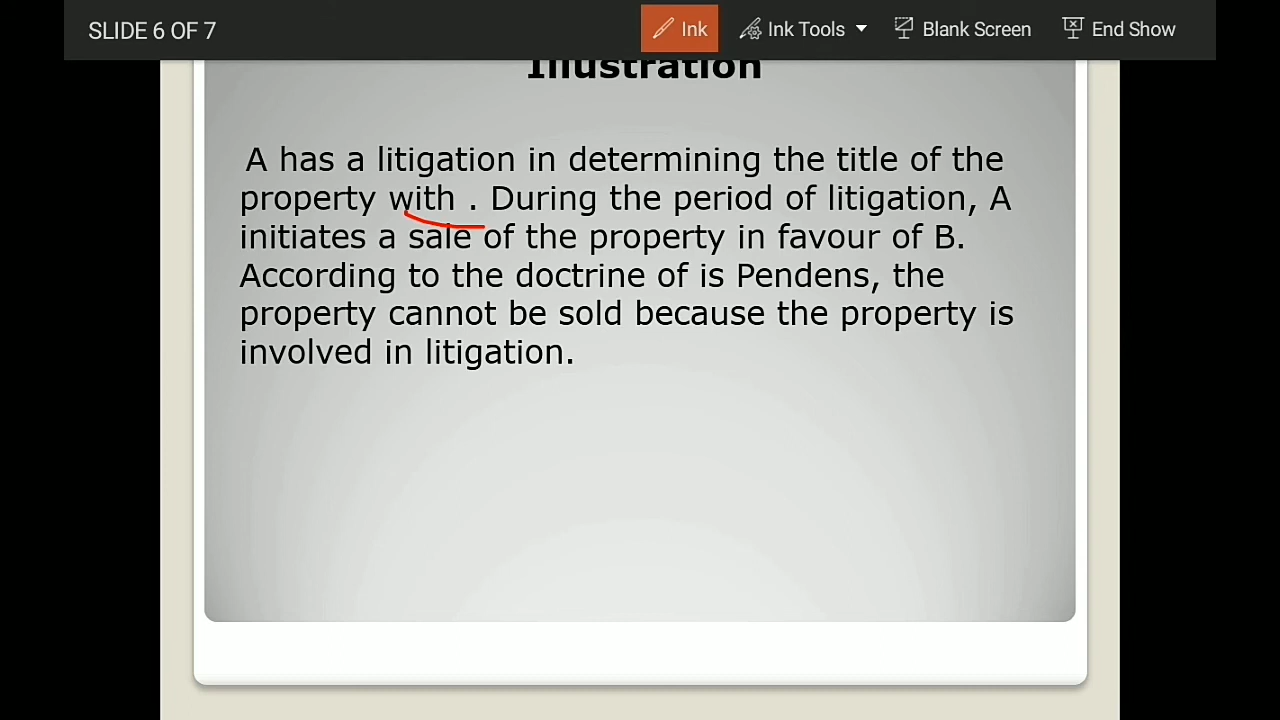 SLIDE 6 OF 7 Ink Ink Tools Blank Screen End Show
Illustration
A has a litigation in determining the title of the
property with . During the period of litigation, A
initiates a sale of the property in favour of B.
According to the doctrine of is Pendens, the
property cannot be sold because the property is
involved in litigation.